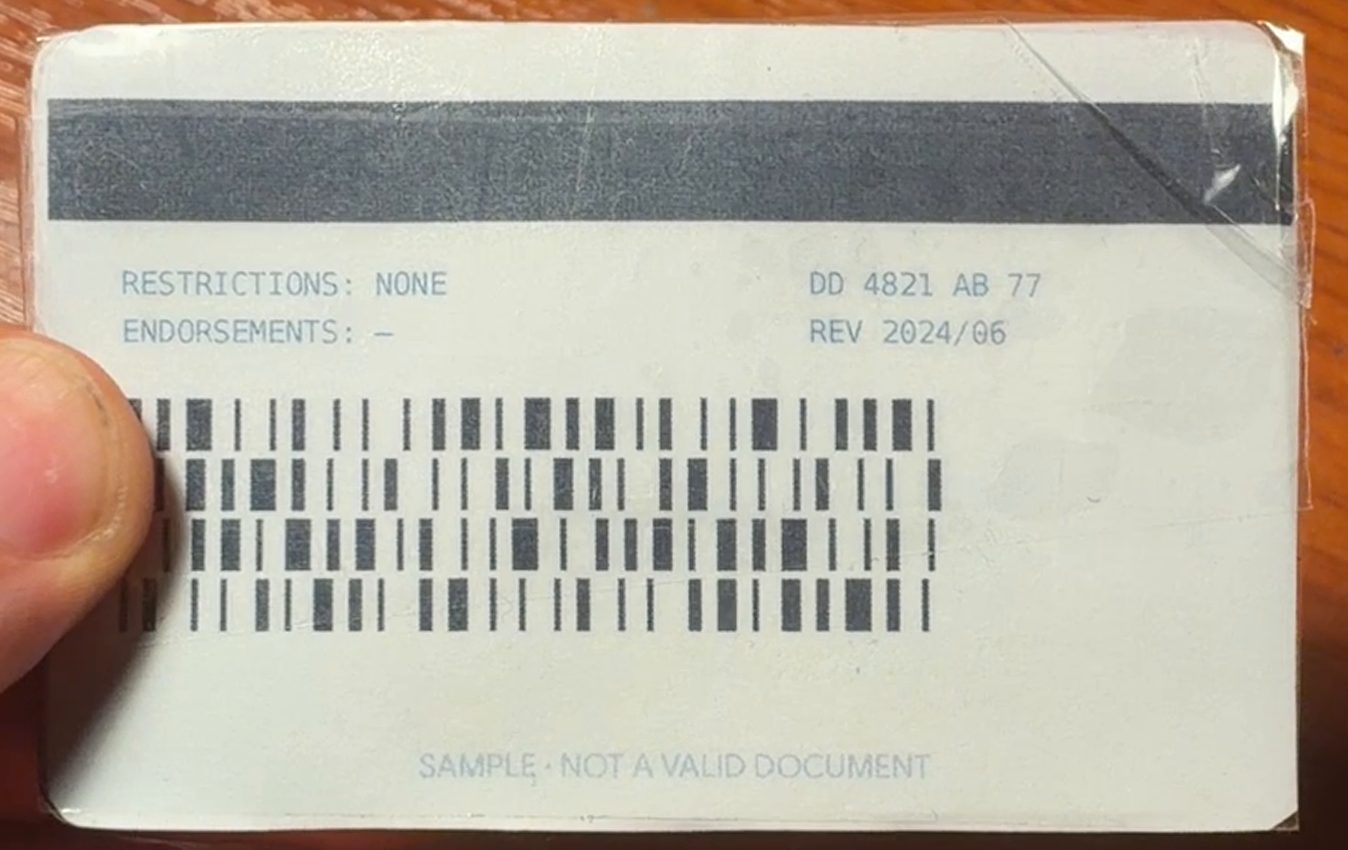 RESTRICTIONS: NONE
ENDORSEMENTS: —
DD 4821 AB 77
REV 2024/06
SAMPLE · NOT A VALID DOCUMENT